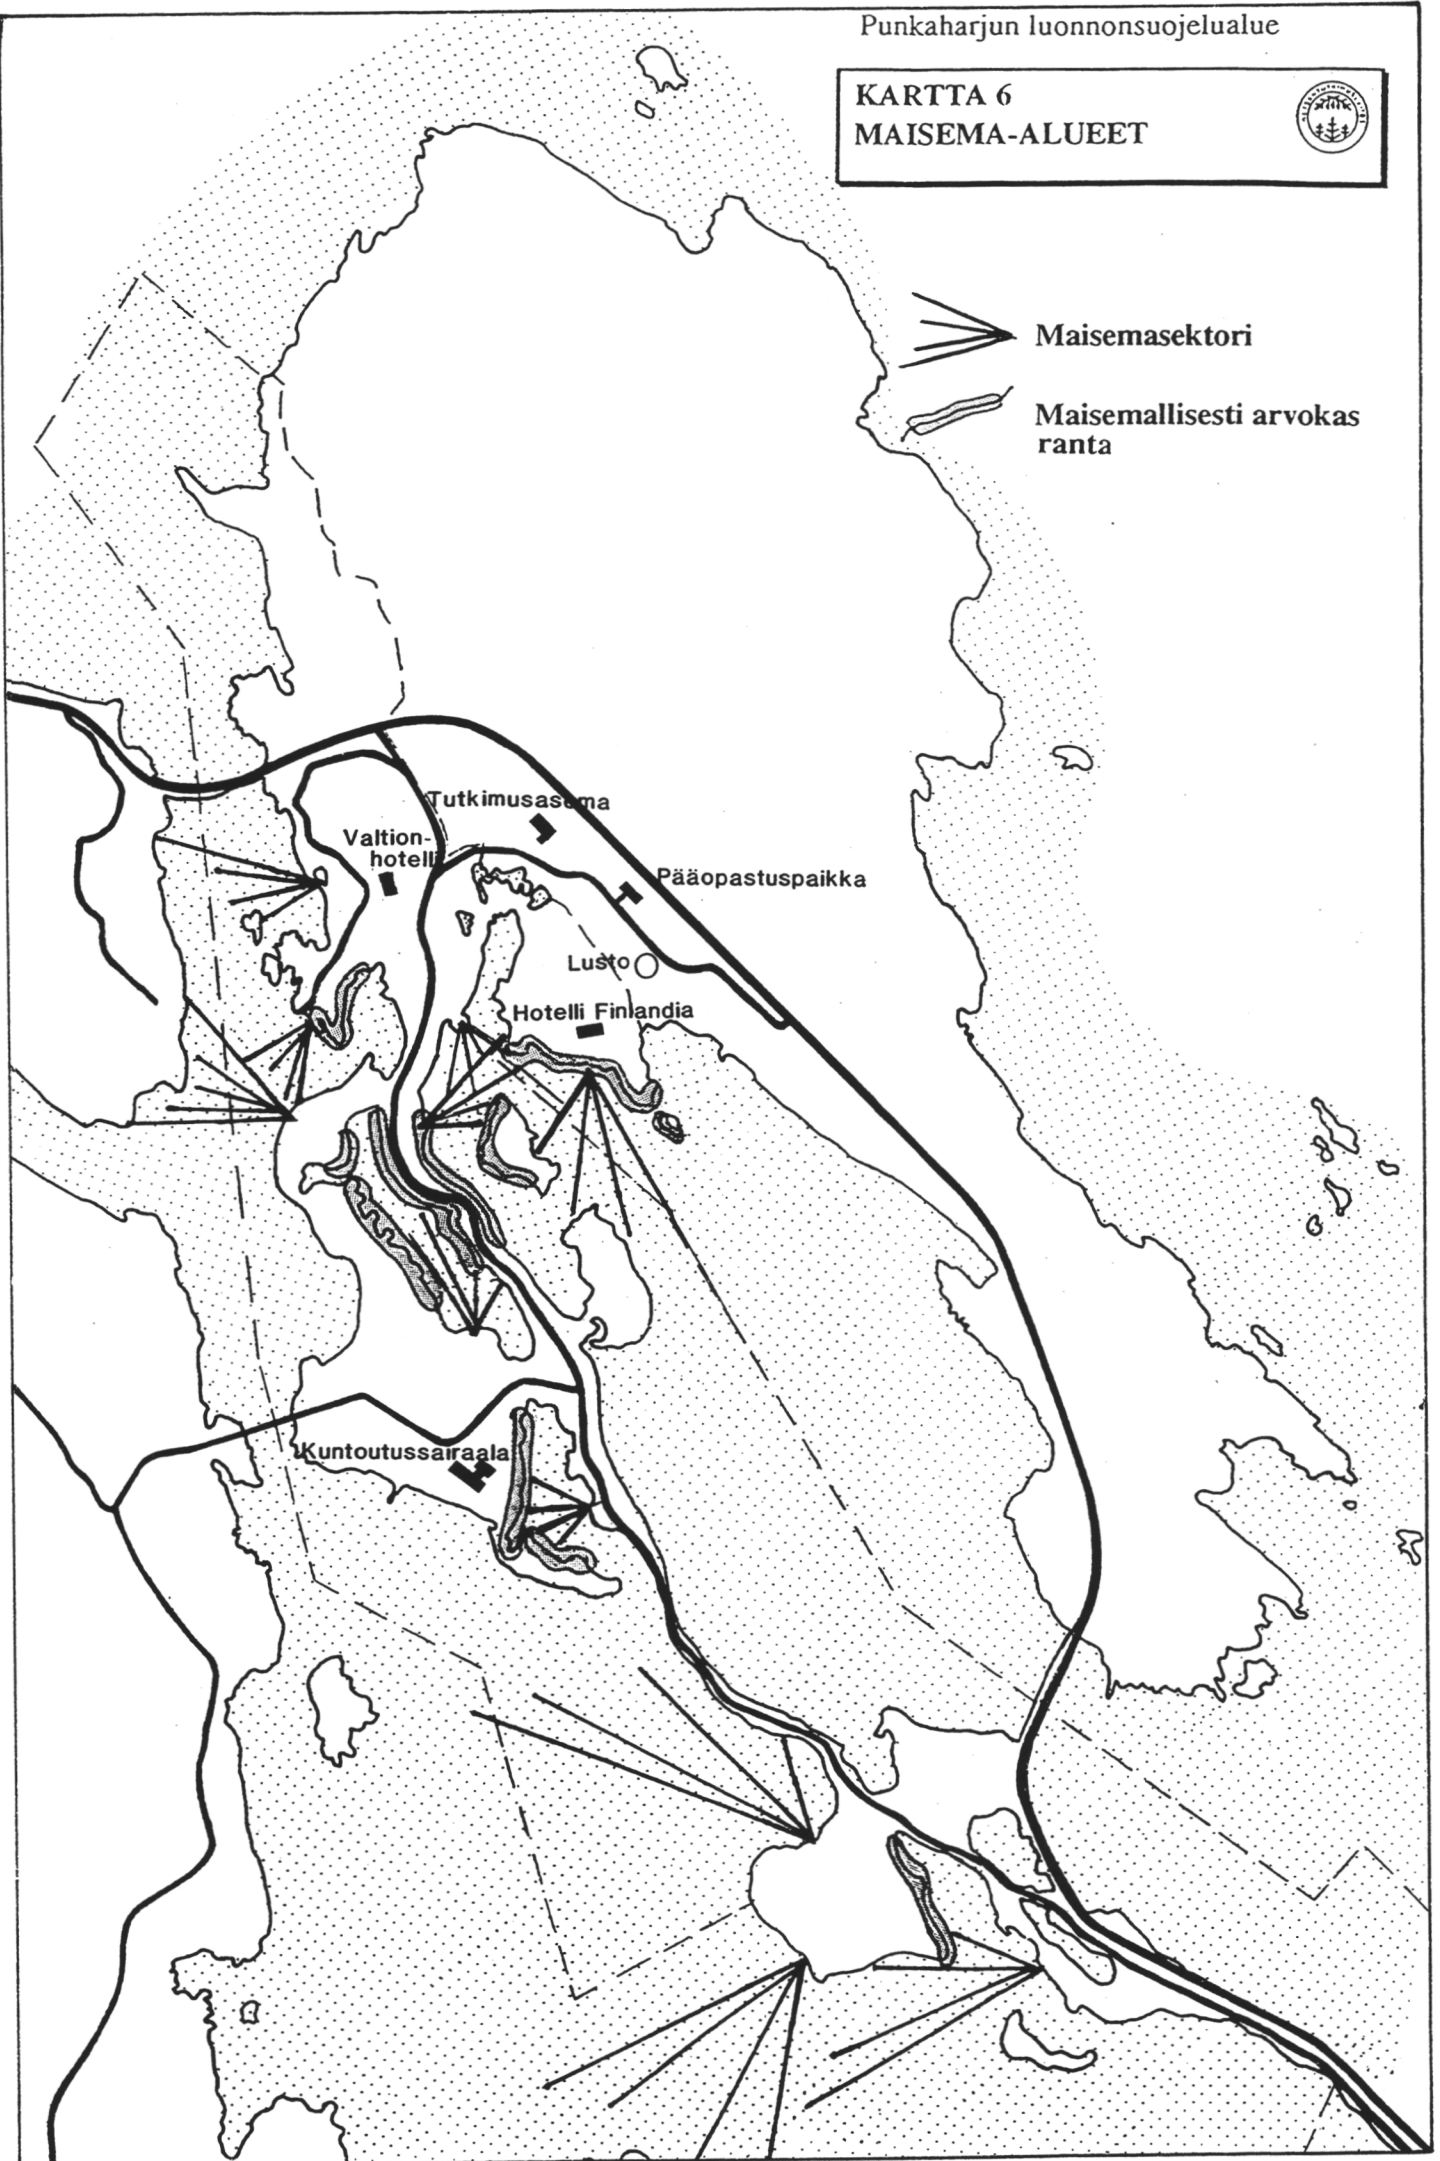 Punkaharjun luonnonsuojelualue
KARTTA 6
MAISEMA-ALUEET
Maisemasektori
Maisemallisesti arvokas
ranta
Tutkimusasema
Valtion-
hotelli
Pääopastuspaikka
Lusto
Hotelli Finlandia
Kuntoutussairaala